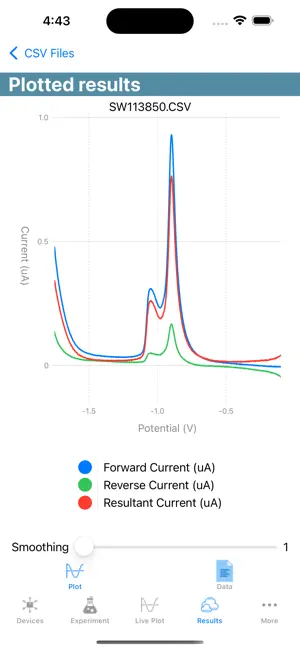 4:43
CSV Files
Plotted results
SW113850.CSV
1.0
0.5
0
Current (uA)
-1.5 -1.0 -0.5
Potential (V)
Forward Current (uA)
Reverse Current (uA)
Resultant Current (uA)
Smoothing 1
Plot Data
Devices Experiment Live Plot Results More